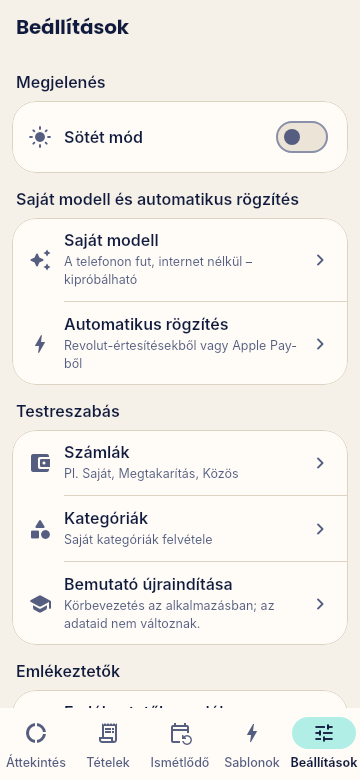 Beállítások
Megjelenés
Sötét mód
Saját modell és automatikus rögzítés
Saját modell
A telefonon fut, internet nélkül –
kipróbálható
Automatikus rögzítés
Revolut-értesítésekből vagy Apple Pay-
ből
Testreszabás
Számlák
Pl. Saját, Megtakarítás, Közös
Kategóriák
Saját kategóriák felvétele
Bemutató újraindítása
Körbevezetés az alkalmazásban; az
adataid nem változnak.
Emlékeztetők
Áttekintés
Tételek
Ismétlődő
Sablonok
Beállítások